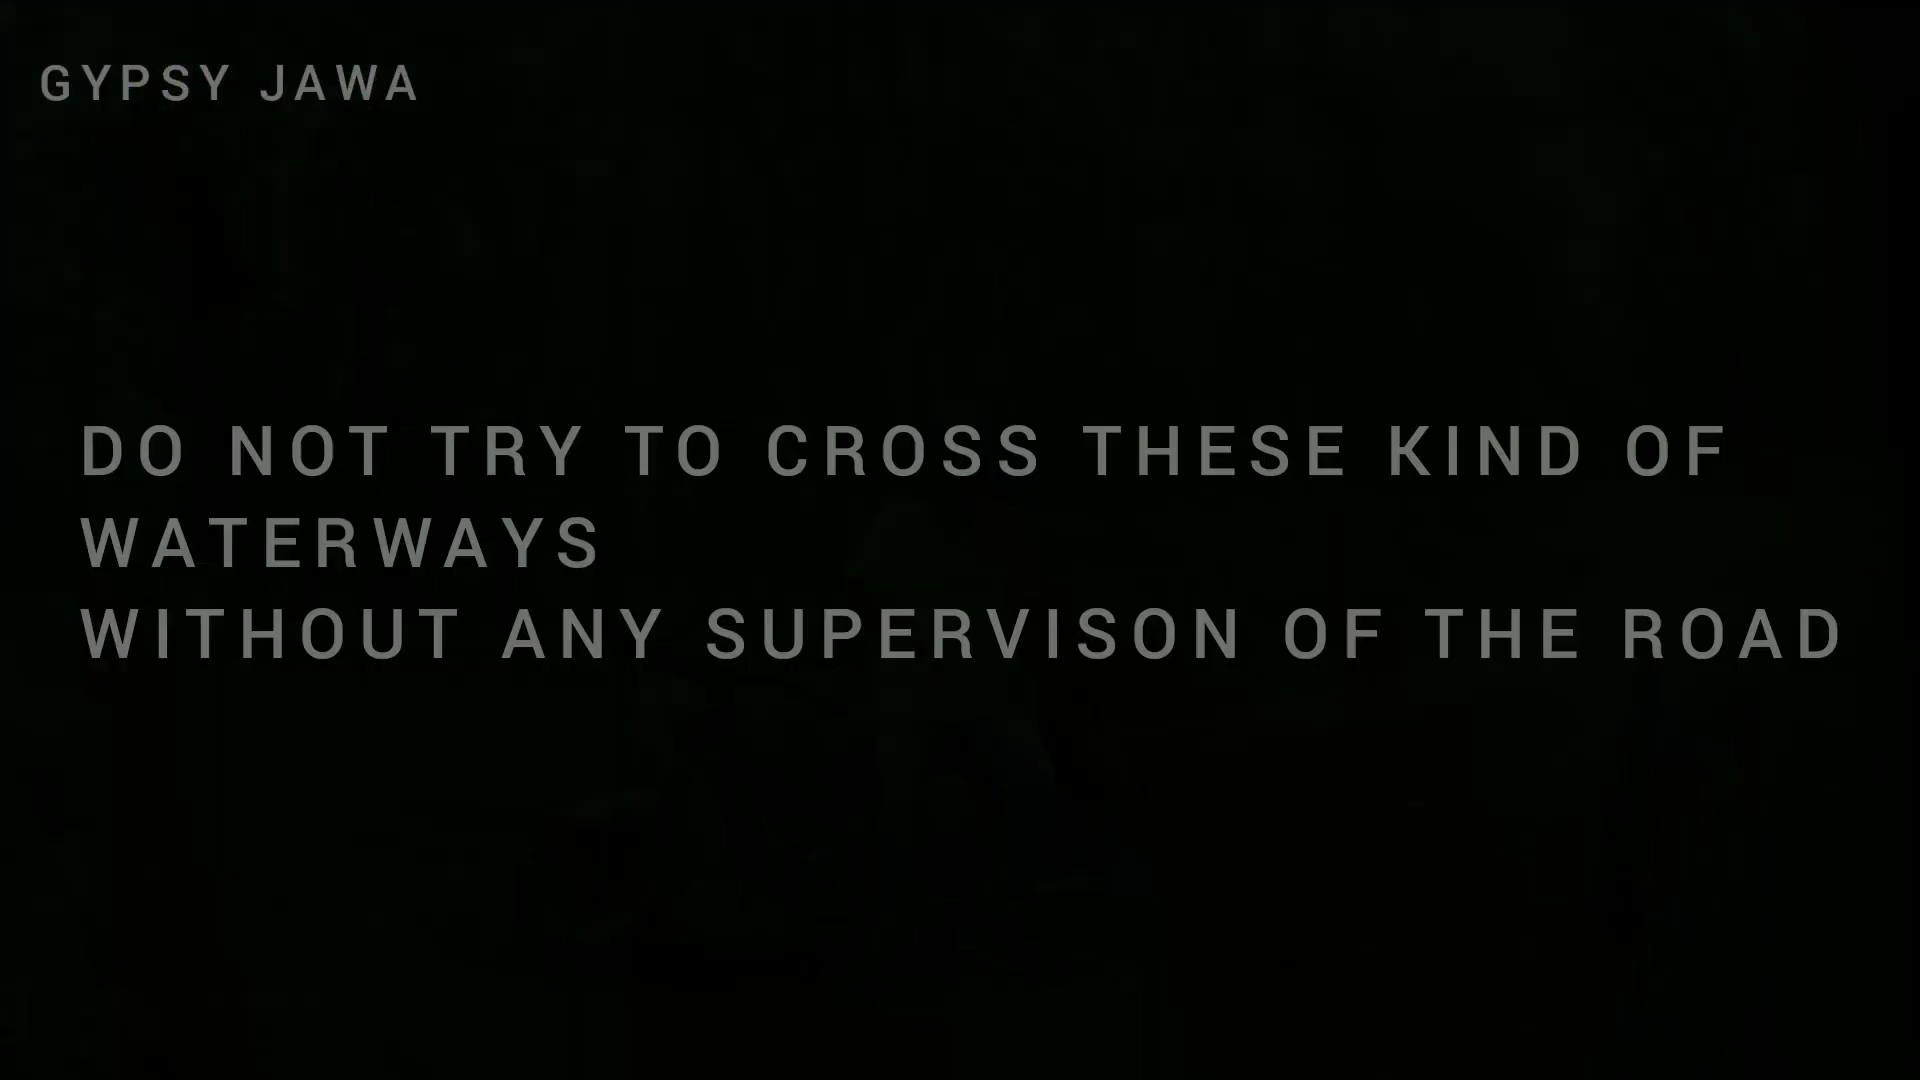 GYPSY JAWA
DO NOT TRY TO CROSS THESE KIND OF
WATERWAYS
WITHOUT ANY SUPERVISON OF THE ROAD